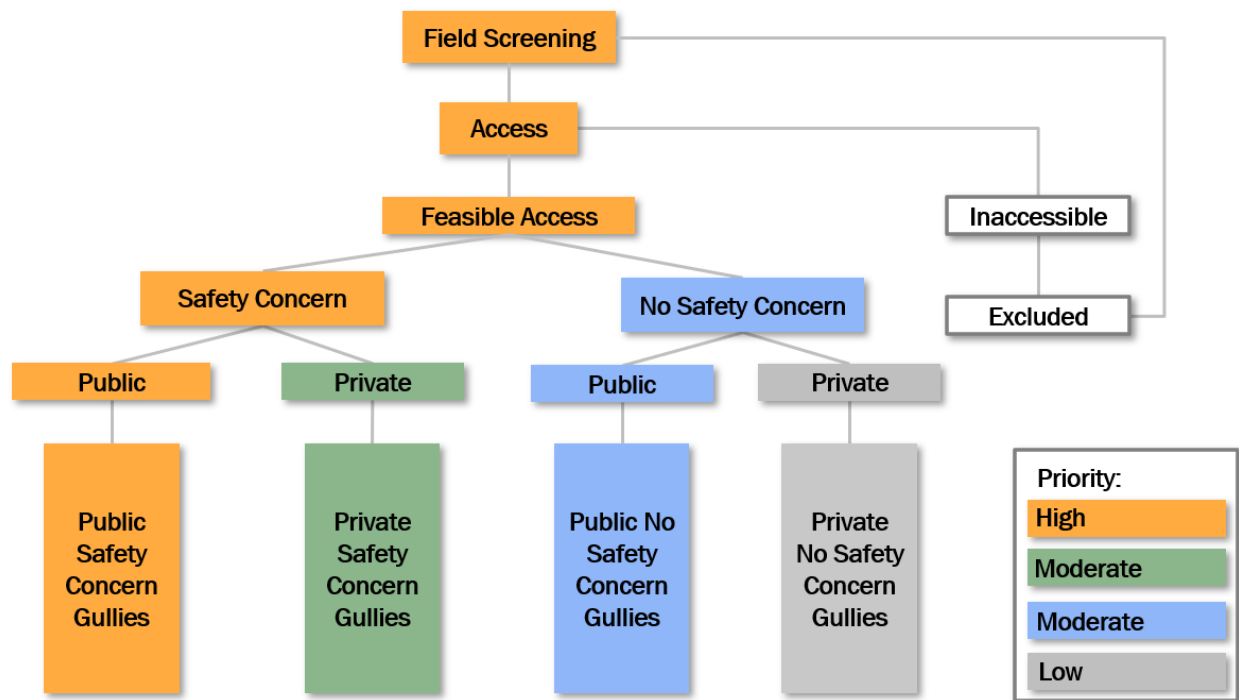 Field Screening
Access
Feasible Access
Inaccessible
Safety Concern
No Safety Concern
Excluded
Public
Private
Public
Private
Public
Safety
Concern
Gullies
Private
Safety
Concern
Gullies
Public No
Safety
Concern
Gullies
Private
No Safety
Concern
Gullies
Priority:
High
Moderate
Moderate
Low